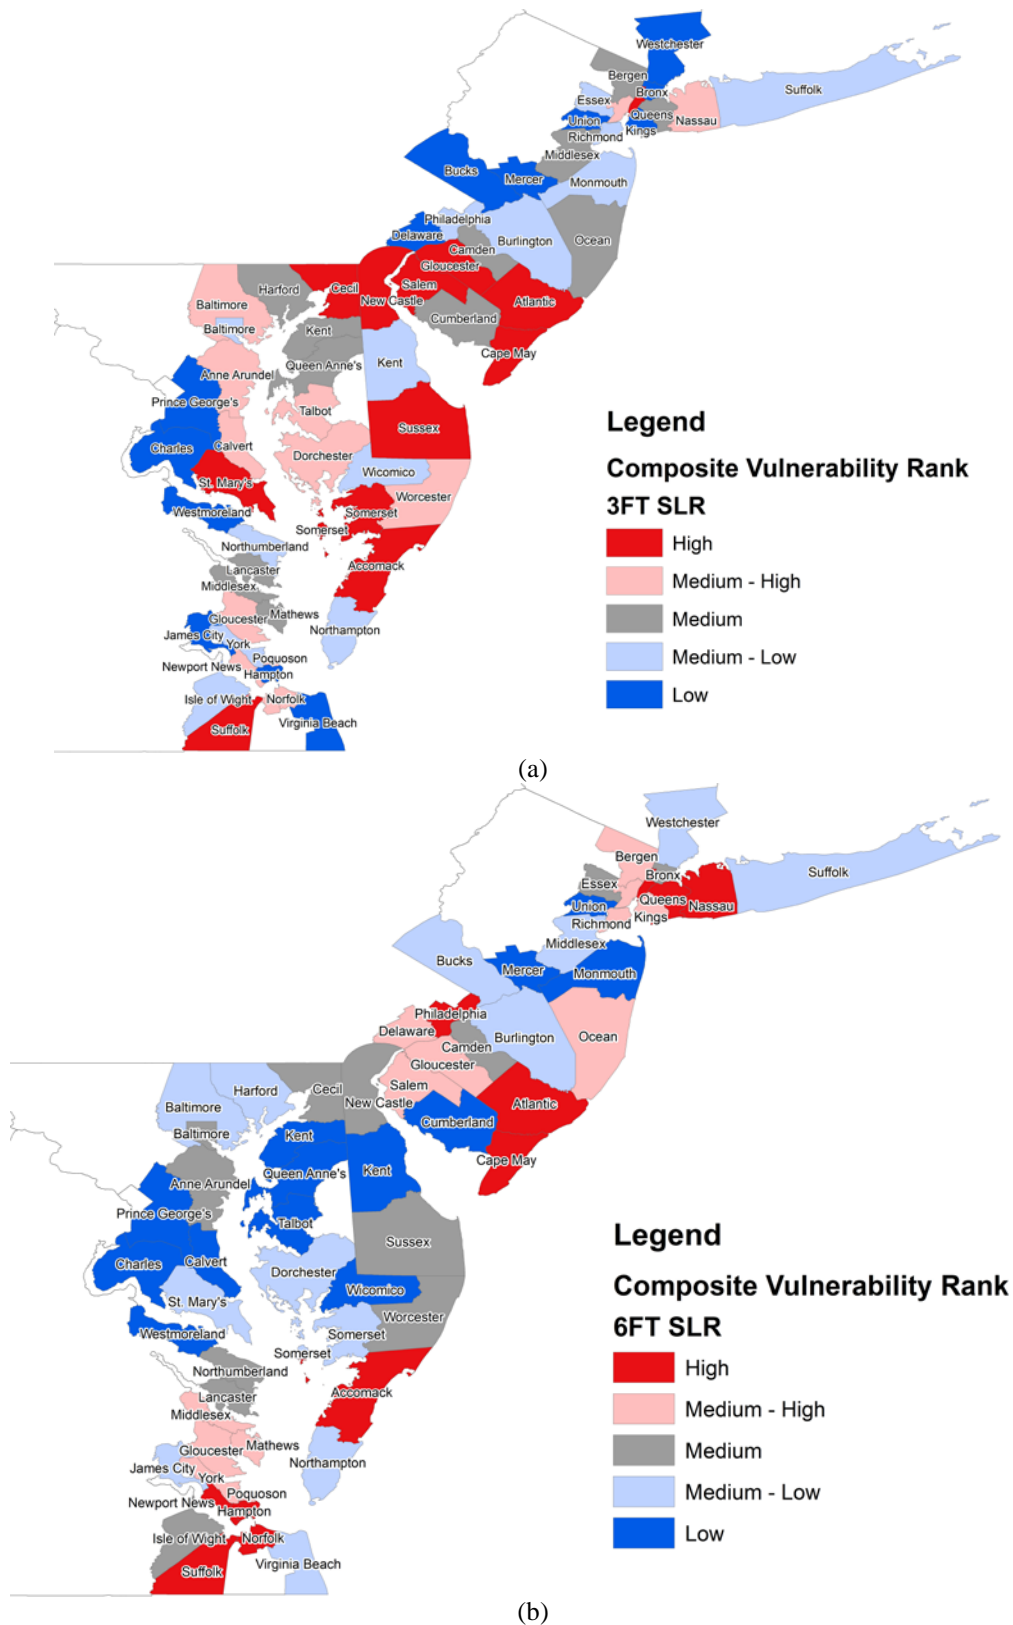 Westchester
Bergen
Suffolk
Bronx
Essex
Queens
Nassau
Union
Kings
Richmond
Middlesex
Bucks
Mercer
Monmouth
Philadelphia
Delaware
Burlington
Ocean
Camden
Gloucester
Salem
Cecil
Harford
New Castle
Atlantic
Baltimore
Cumberland
Baltimore
Kent
Cape May
Queen Anne's
Kent
Anne Arundel
Prince George's
Talbot
Legend
Sussex
Calvert
Charles
Dorchester
Composite Vulnerability Rank
Wicomico
St. Mary's
Worcester
3FT SLR
Westmoreland
Somerset
Somerset
High
Northumberland
Accomack
Lancaster
Medium - High
Middlesex
Mathews
Gloucester
Medium
Northampton
James City
York
Poquoson
Medium - Low
Newport News
Hampton
Isle of Wight
Norfolk
Low
Virginia Beach
Suffolk
(a)
Westchester
Bergen
Suffolk
Bronx
Essex
Queens
Nassau
Union
Kings
Richmond
Middlesex
Bucks
Mercer
Monmouth
Philadelphia
Delaware
Burlington
Ocean
Camden
Gloucester
Salem
Cecil
Harford
New Castle
Atlantic
Baltimore
Cumberland
Baltimore
Kent
Cape May
Queen Anne's
Kent
Anne Arundel
Prince George's
Talbot
Legend
Sussex
Calvert
Charles
Dorchester
Composite Vulnerability Rank
Wicomico
St. Mary's
Worcester
6FT SLR
Westmoreland
Somerset
Somerset
High
Northumberland
Accomack
Lancaster
Medium - High
Middlesex
Mathews
Gloucester
Medium
Northampton
James City
York
Poquoson
Medium - Low
Newport News
Hampton
Isle of Wight
Norfolk
Low
Virginia Beach
Suffolk
(b)